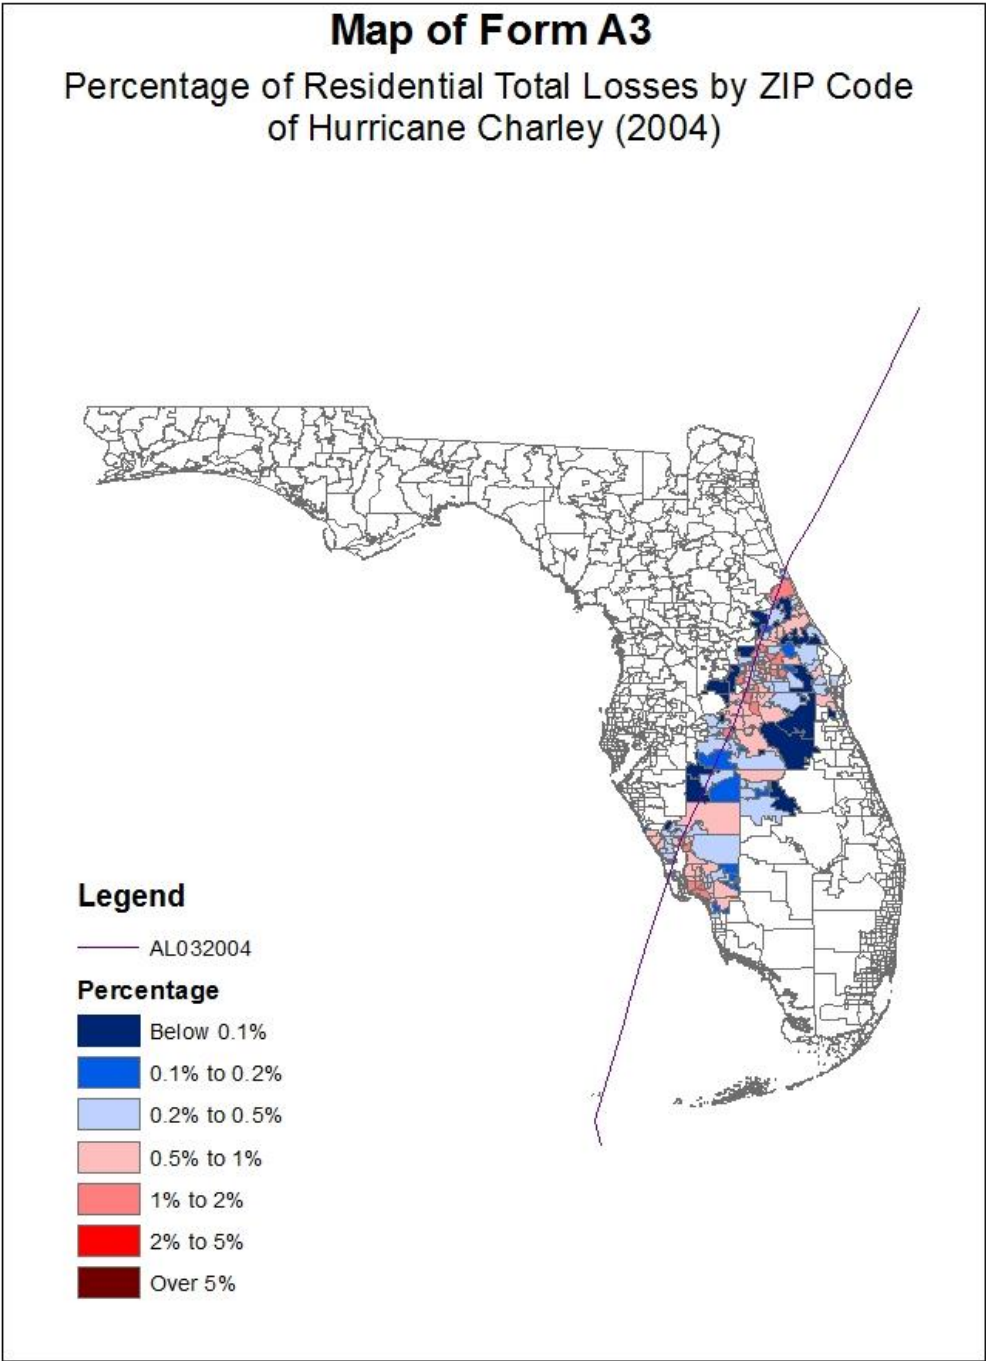 Map of Form A3
Percentage of Residential Total Losses by ZIP Code
of Hurricane Charley (2004)
Legend
AL032004
Percentage
Below 0.1%
0.1% to 0.2%
0.2% to 0.5%
0.5% to 1%
1% to 2%
2% to 5%
Over 5%